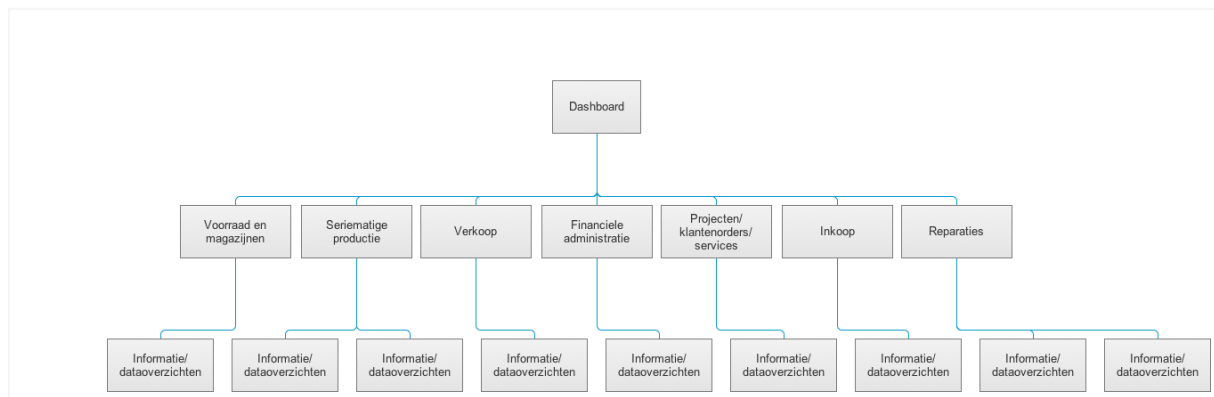 Dashboard
Voorraad en
magazijnen
Seriematige
productie
Verkoop
Financiele
administratie
Projecten/
klantenorders/
services
Inkoop
Reparaties
Informatie/
dataoverzichten
Informatie/
dataoverzichten
Informatie/
dataoverzichten
Informatie/
dataoverzichten
Informatie/
dataoverzichten
Informatie/
dataoverzichten
Informatie/
dataoverzichten
Informatie/
dataoverzichten
Informatie/
dataoverzichten